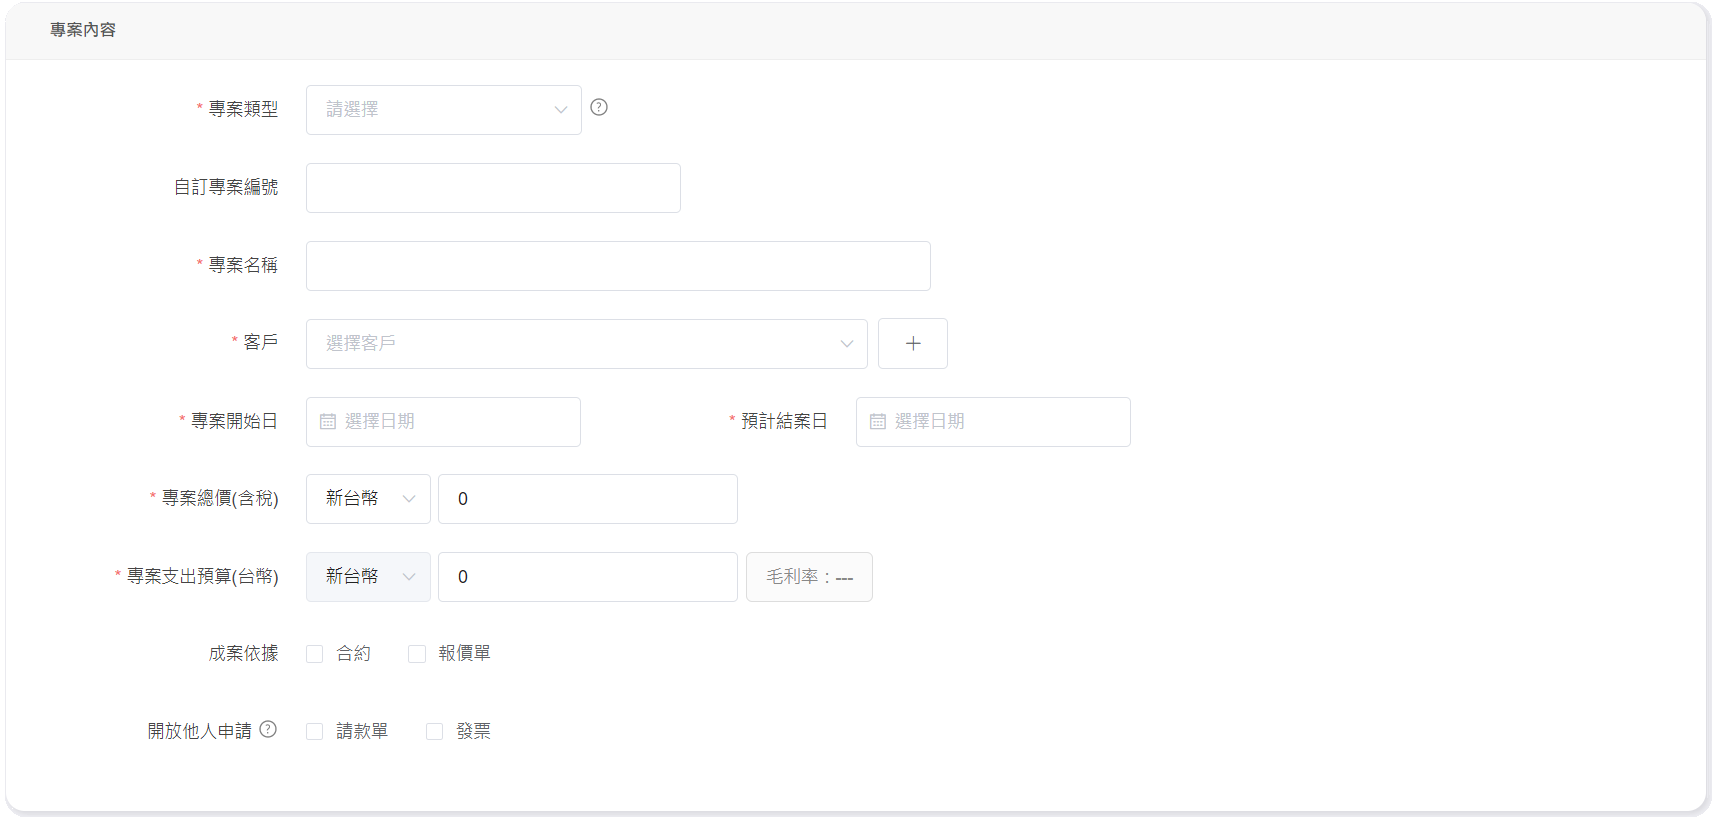 專案內容
* 專案類型 請選擇
自訂專案編號
* 專案名稱
* 客戶 選擇客戶
* 專案開始日 選擇日期 * 預計結案日 選擇日期
* 專案總價(含稅) 新台幣 0
* 專案支出預算(台幣) 新台幣 0 毛利率：---
成案依據 合約 報價單
開放他人申請 請款單 發票